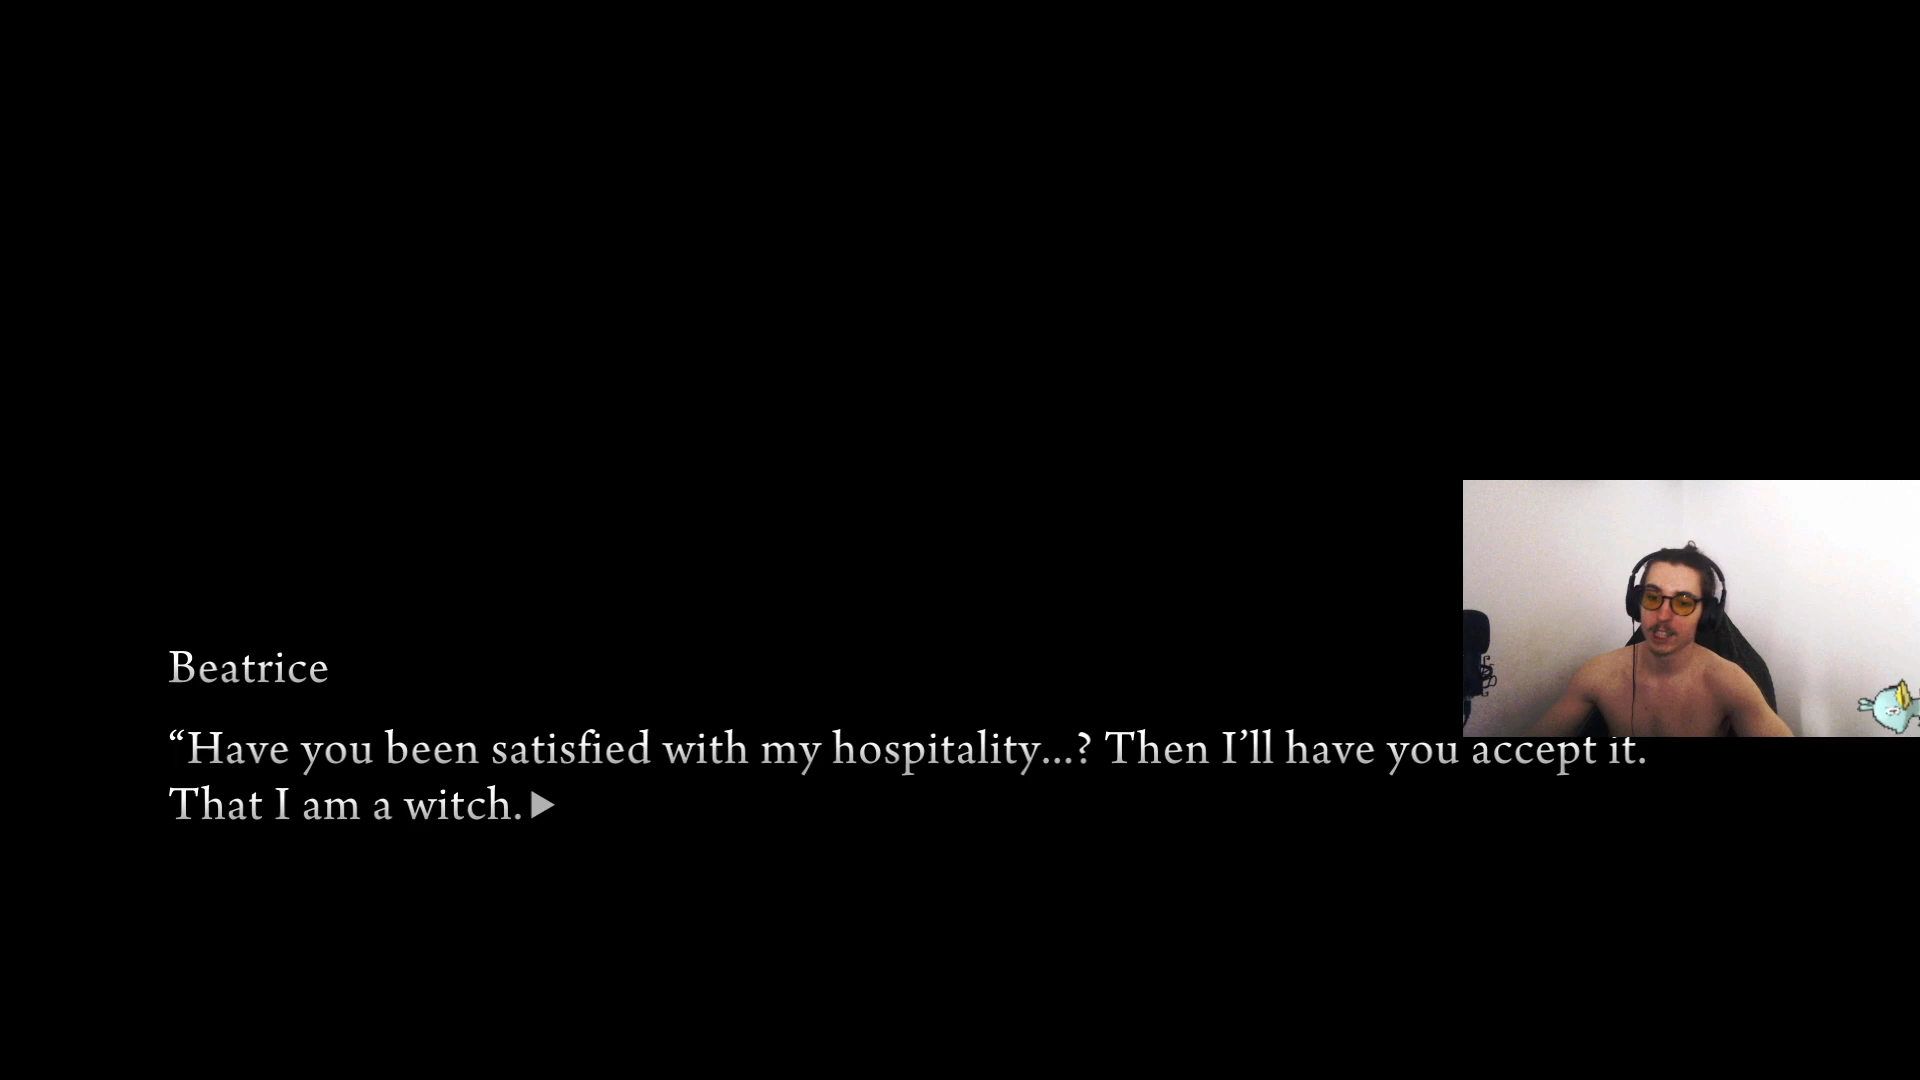 Beatrice
“Have you been satisfied with my hospitality...? Then I’ll have you accept it.
That I am a witch.